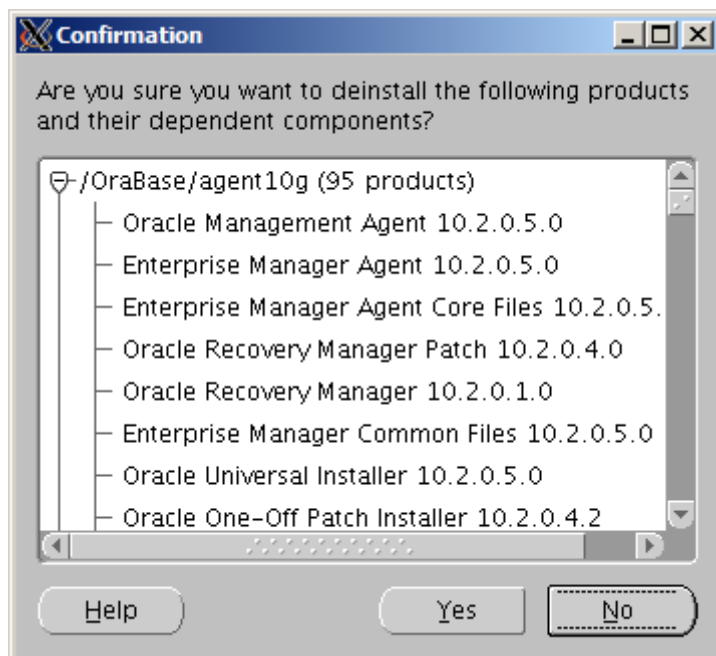 Confirmation
Are you sure you want to deinstall the following products
and their dependent components?
/OraBase/agent10g (95 products)
Oracle Management Agent 10.2.0.5.0
Enterprise Manager Agent 10.2.0.5.0
Enterprise Manager Agent Core Files 10.2.0.5.
Oracle Recovery Manager Patch 10.2.0.4.0
Oracle Recovery Manager 10.2.0.1.0
Enterprise Manager Common Files 10.2.0.5.0
Oracle Universal Installer 10.2.0.5.0
Oracle One-Off Patch Installer 10.2.0.4.2
Help Yes No